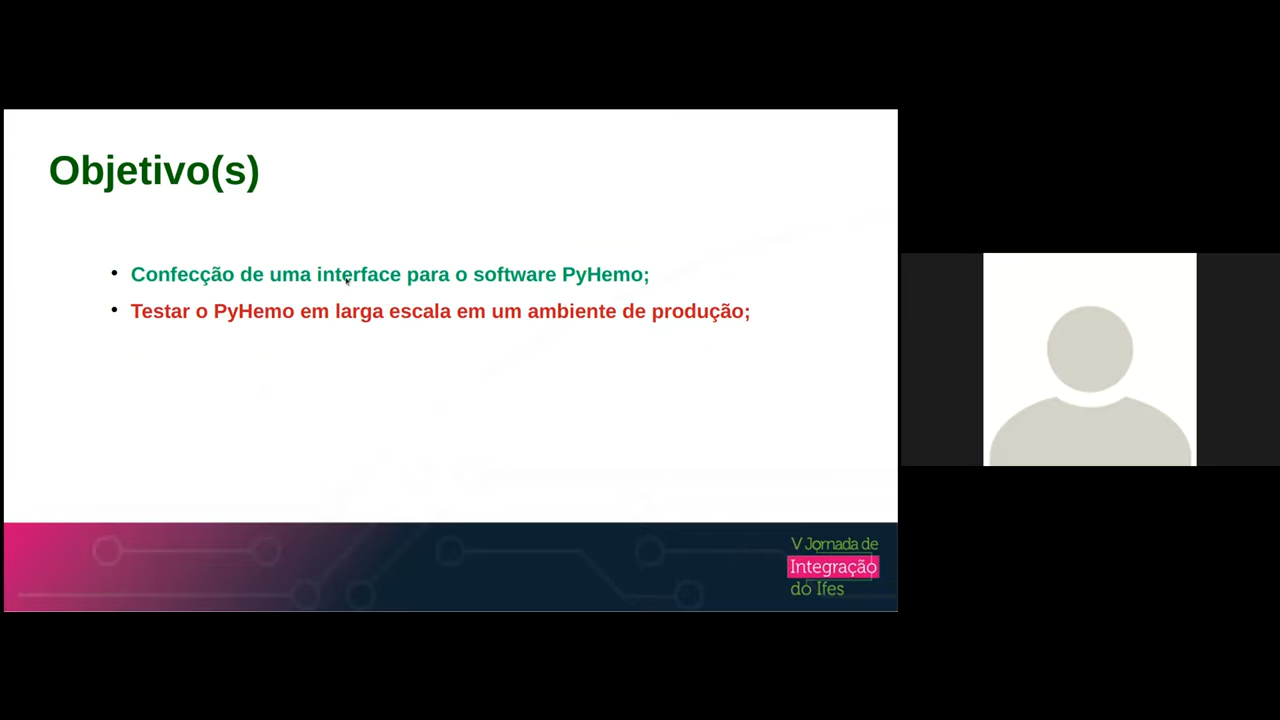 Objetivo(s)
• Confecção de uma interface para o software PyHemo;
• Testar o PyHemo em larga escala em um ambiente de produção;
V Jornada de
Integração
do Ifes